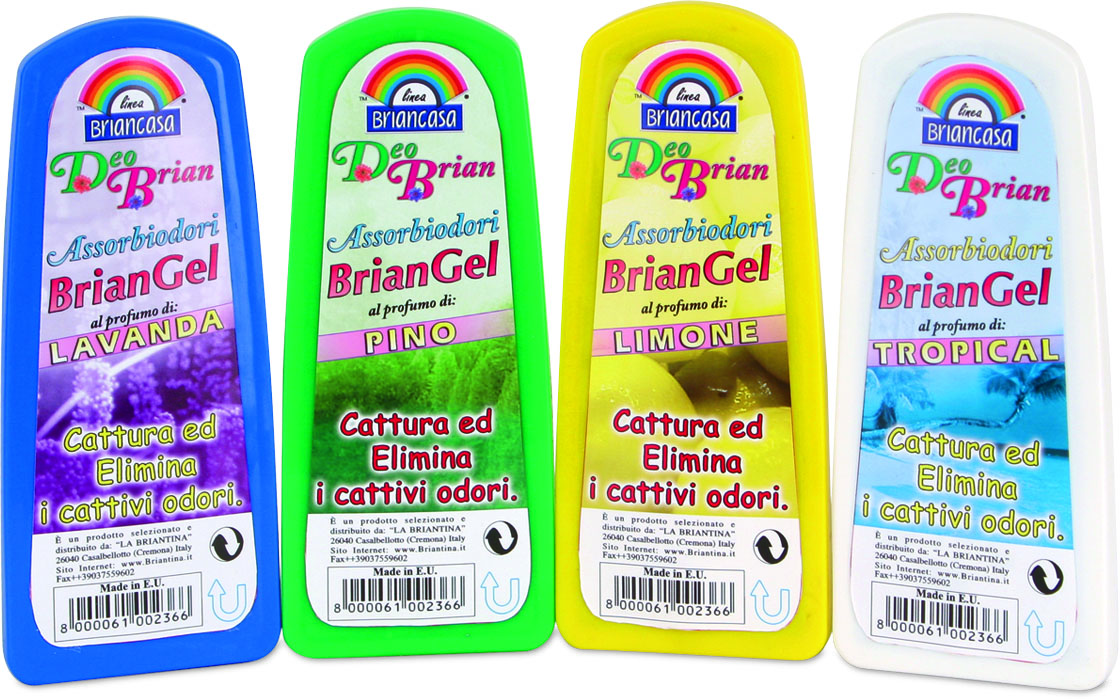 linea
BRIANCASA
TM
Deo
Brian
Assorbiodori
BrianGel
al profumo di:
LAVANDA
Cattura ed
Elimina
i cattivi odori.
È un prodotto selezionato e
distribuito da: "LA BRIANTINA"
26040 Casalbellotto (Cremona) Italy
Sito Internet: www.Briantina.it
Fax++39037559602
Made in E.U.
8 000061 002366
linea
BRIANCASA
TM
Deo
Brian
Assorbiodori
BrianGel
al profumo di:
PINO
Cattura ed
Elimina
i cattivi odori.
È un prodotto selezionato e
distribuito da: "LA BRIANTINA"
26040 Casalbellotto (Cremona) Italy
Sito Internet: www.Briantina.it
Fax++39037559602
Made in E.U.
8 000061 002366
linea
BRIANCASA
TM
Deo
Brian
Assorbiodori
BrianGel
al profumo di:
LIMONE
Cattura ed
Elimina
i cattivi odori.
È un prodotto selezionato e
distribuito da: "LA BRIANTINA"
26040 Casalbellotto (Cremona) Italy
Sito Internet: www.Briantina.it
Fax++39037559602
Made in E.U.
8 000061 002366
linea
BRIANCASA
TM
Deo
Brian
Assorbiodori
BrianGel
al profumo di:
TROPICAL
Cattura ed
Elimina
i cattivi odori.
È un prodotto selezionato e
distribuito da: "LA BRIANTINA"
26040 Casalbellotto (Cremona) Italy
Sito Internet: www.Briantina.it
Fax++39037559602
Made in E.U.
8 000061 002366